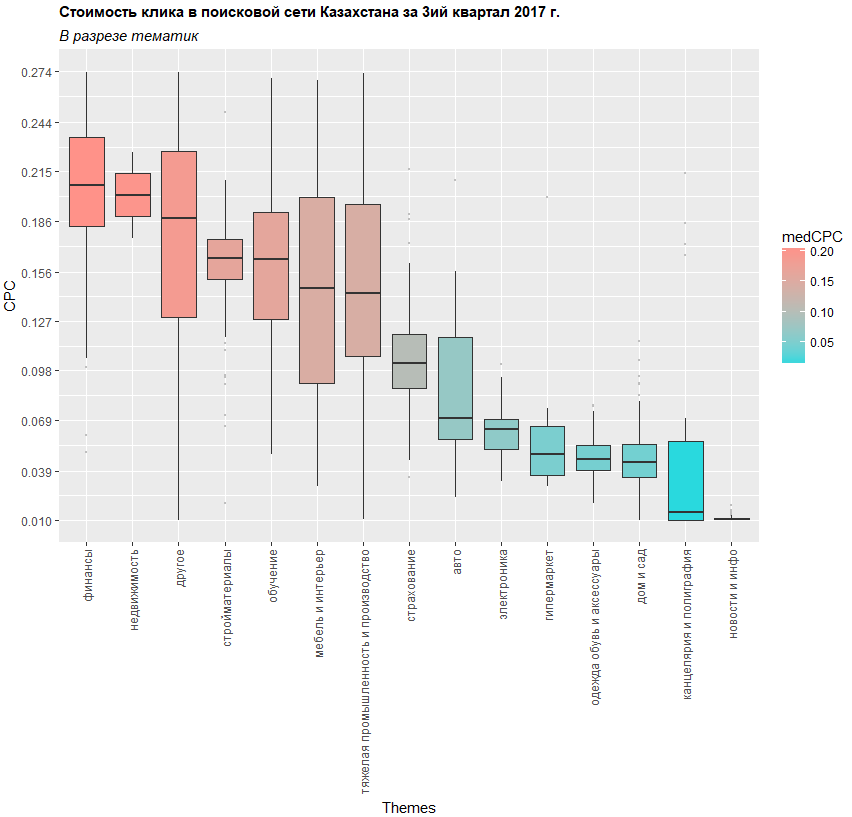 Стоимость клика в поисковой сети Казахстана за 3ий квартал 2017 г.
В разрезе тематик
CPC
0.274
0.244
0.215
0.186
0.156
0.127
0.098
0.069
0.039
0.010
финансы
недвижимость
другое
стройматериалы
обучение
мебель и интерьер
тяжелая промышленность и производство
страхование
авто
электроника
гипермаркет
одежда обувь и аксессуары
дом и сад
канцелярия и полиграфия
новости и инфо
Themes
medCPC
0.20
0.15
0.10
0.05